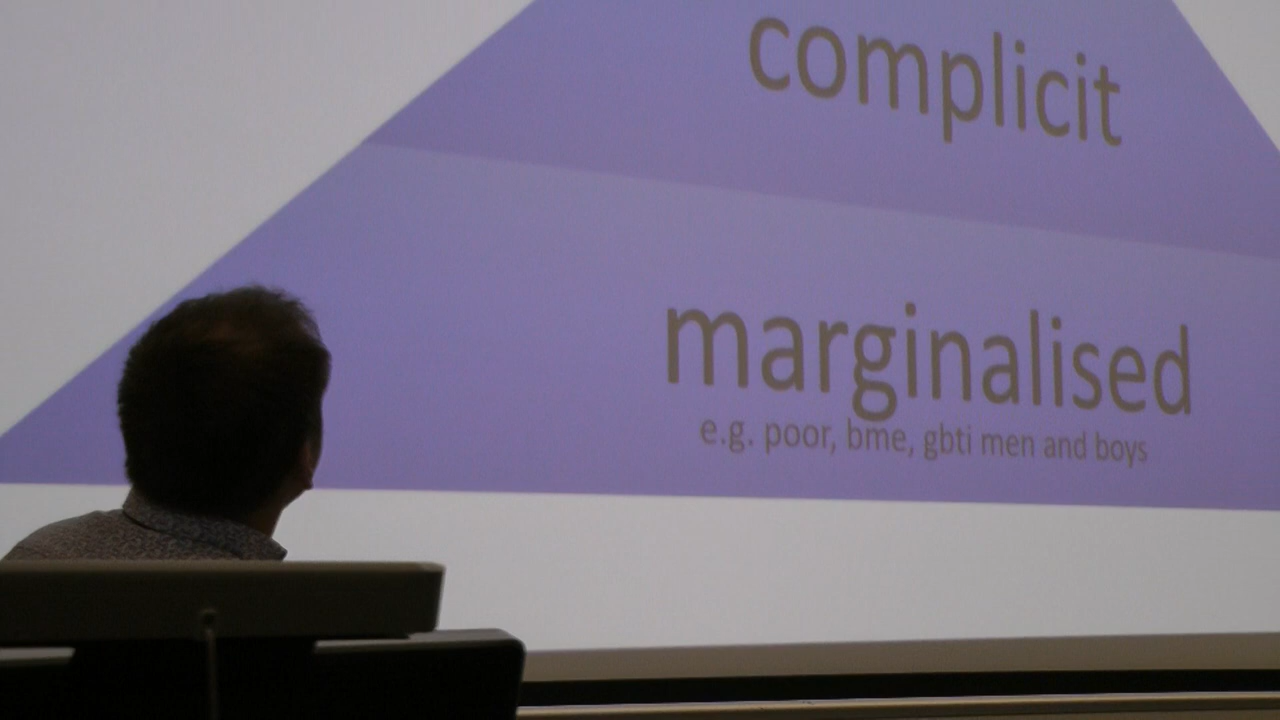 complicit
marginalised
e.g. poor, bme, gbti men and boys